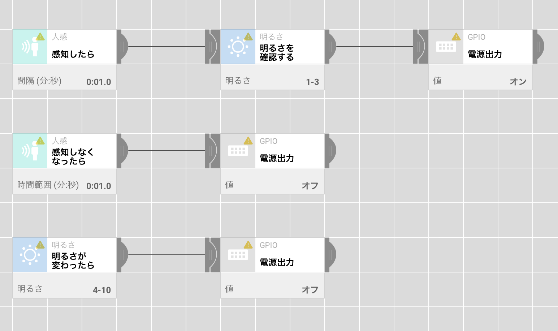 人感
感知したら
間隔 (分:秒)
0:01.0
明るさ
明るさを
確認する
明るさ
1-3
GPIO
電源出力
値
オン
人感
感知しなく
なったら
時間範囲 (分:秒)
0:01.0
GPIO
電源出力
値
オフ
明るさ
明るさが
変わったら
明るさ
4-10
GPIO
電源出力
値
オフ